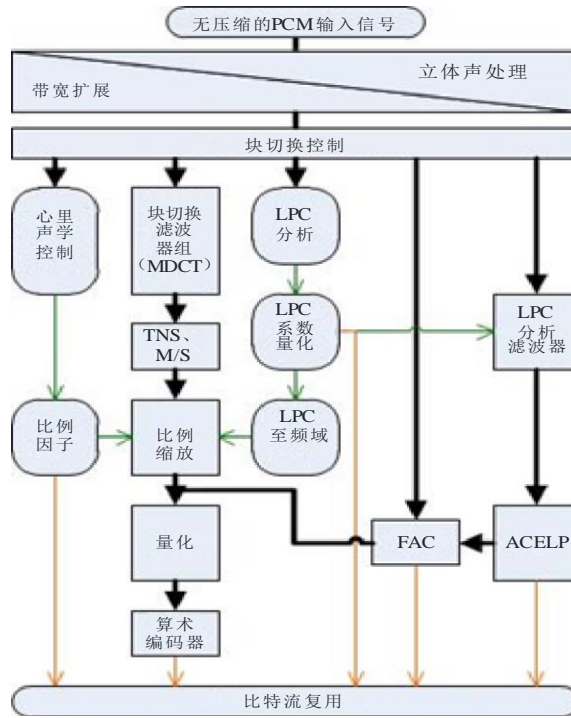 无压缩的PCM输入信号
立体声处理
带宽扩展
块切换控制
心里
声学
控制
块切换
滤波
器组
（MDCT）
LPC
分析
TNS、
M/S
LPC
系数
量化
LPC
分析
滤波器
比例
因子
比例
缩放
LPC
至频域
量化
FAC
ACELP
算术
编码器
比特流复用